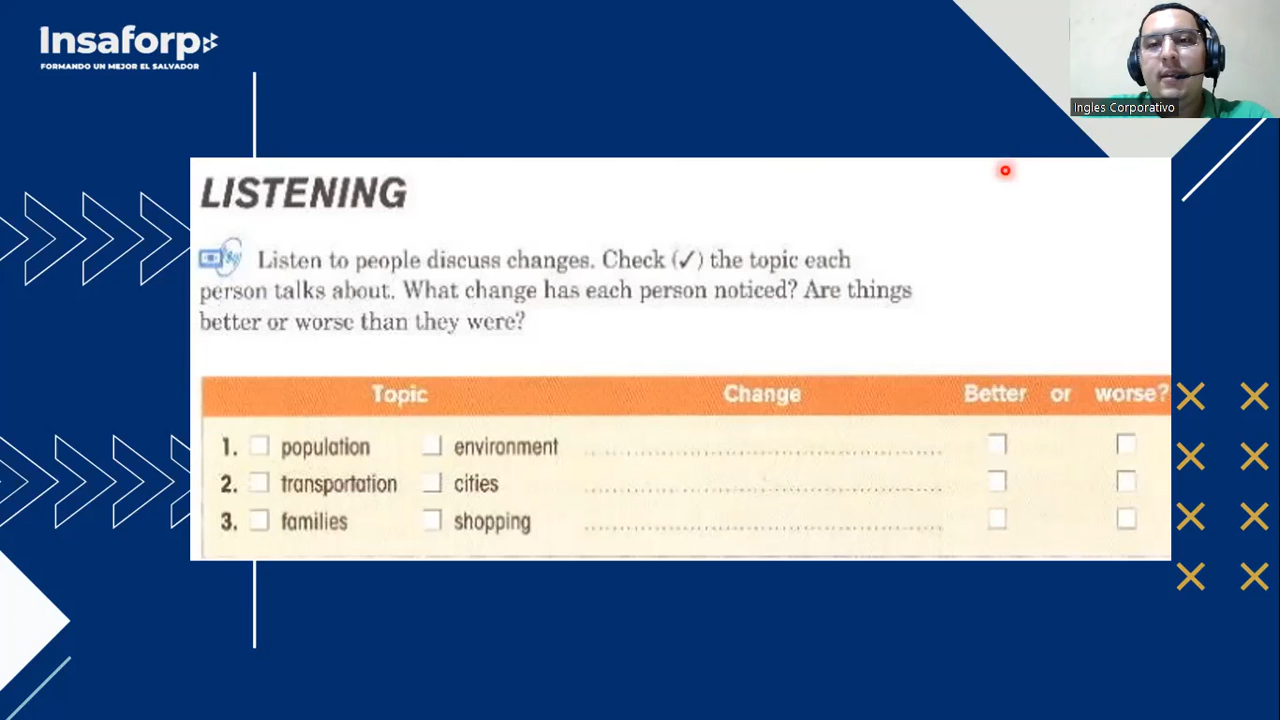 Insaforp
FORMANDO UN MEJOR EL SALVADOR
Ingles Corporativo
LISTENING
Listen to people discuss changes. Check (✓) the topic each
person talks about. What change has each person noticed? Are things
better or worse than they were?
Topic Change Better or worse?
1. population environment
2. transportation cities
3. families shopping